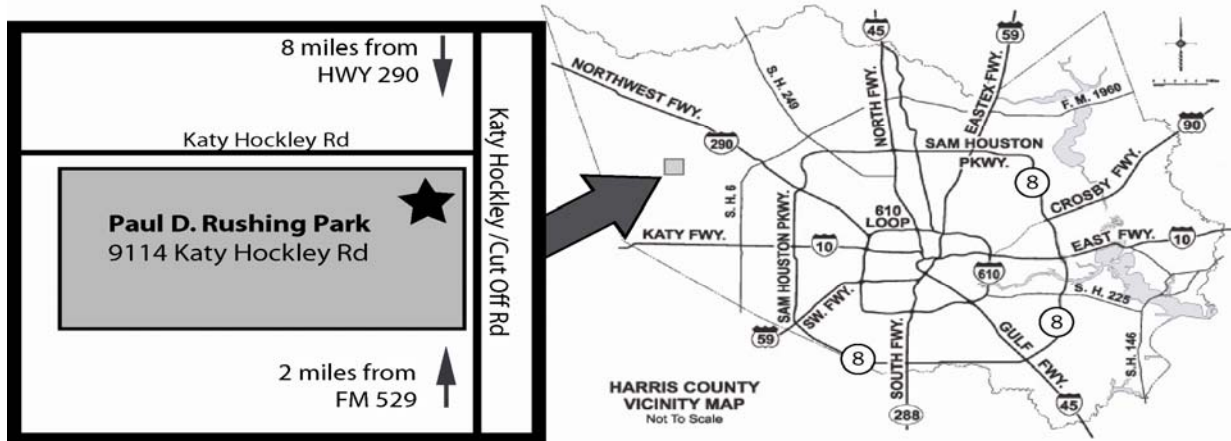 8 miles from
HWY 290
Katy Hockley Rd
Katy Hockley /Cut Off Rd
Paul D. Rushing Park
9114 Katy Hockley Rd
2 miles from
FM 529
45
59
NORTHWEST FWY.
S. H. 249
NORTH FWY.
EASTEX FWY.
F. M. 1960
90
290
SAM HOUSTON
PKWY.
8
CROSBY FWY.
S. H. 6
SAM HOUSTON PKWY.
610
LOOP
KATY FWY.
10
EAST FWY.
10
610
S. H. 225
SW. FWY.
59
8
SOUTH FWY.
GULF FWY.
8
S.H. 146
HARRIS COUNTY
VICINITY MAP
Not To Scale
288
45